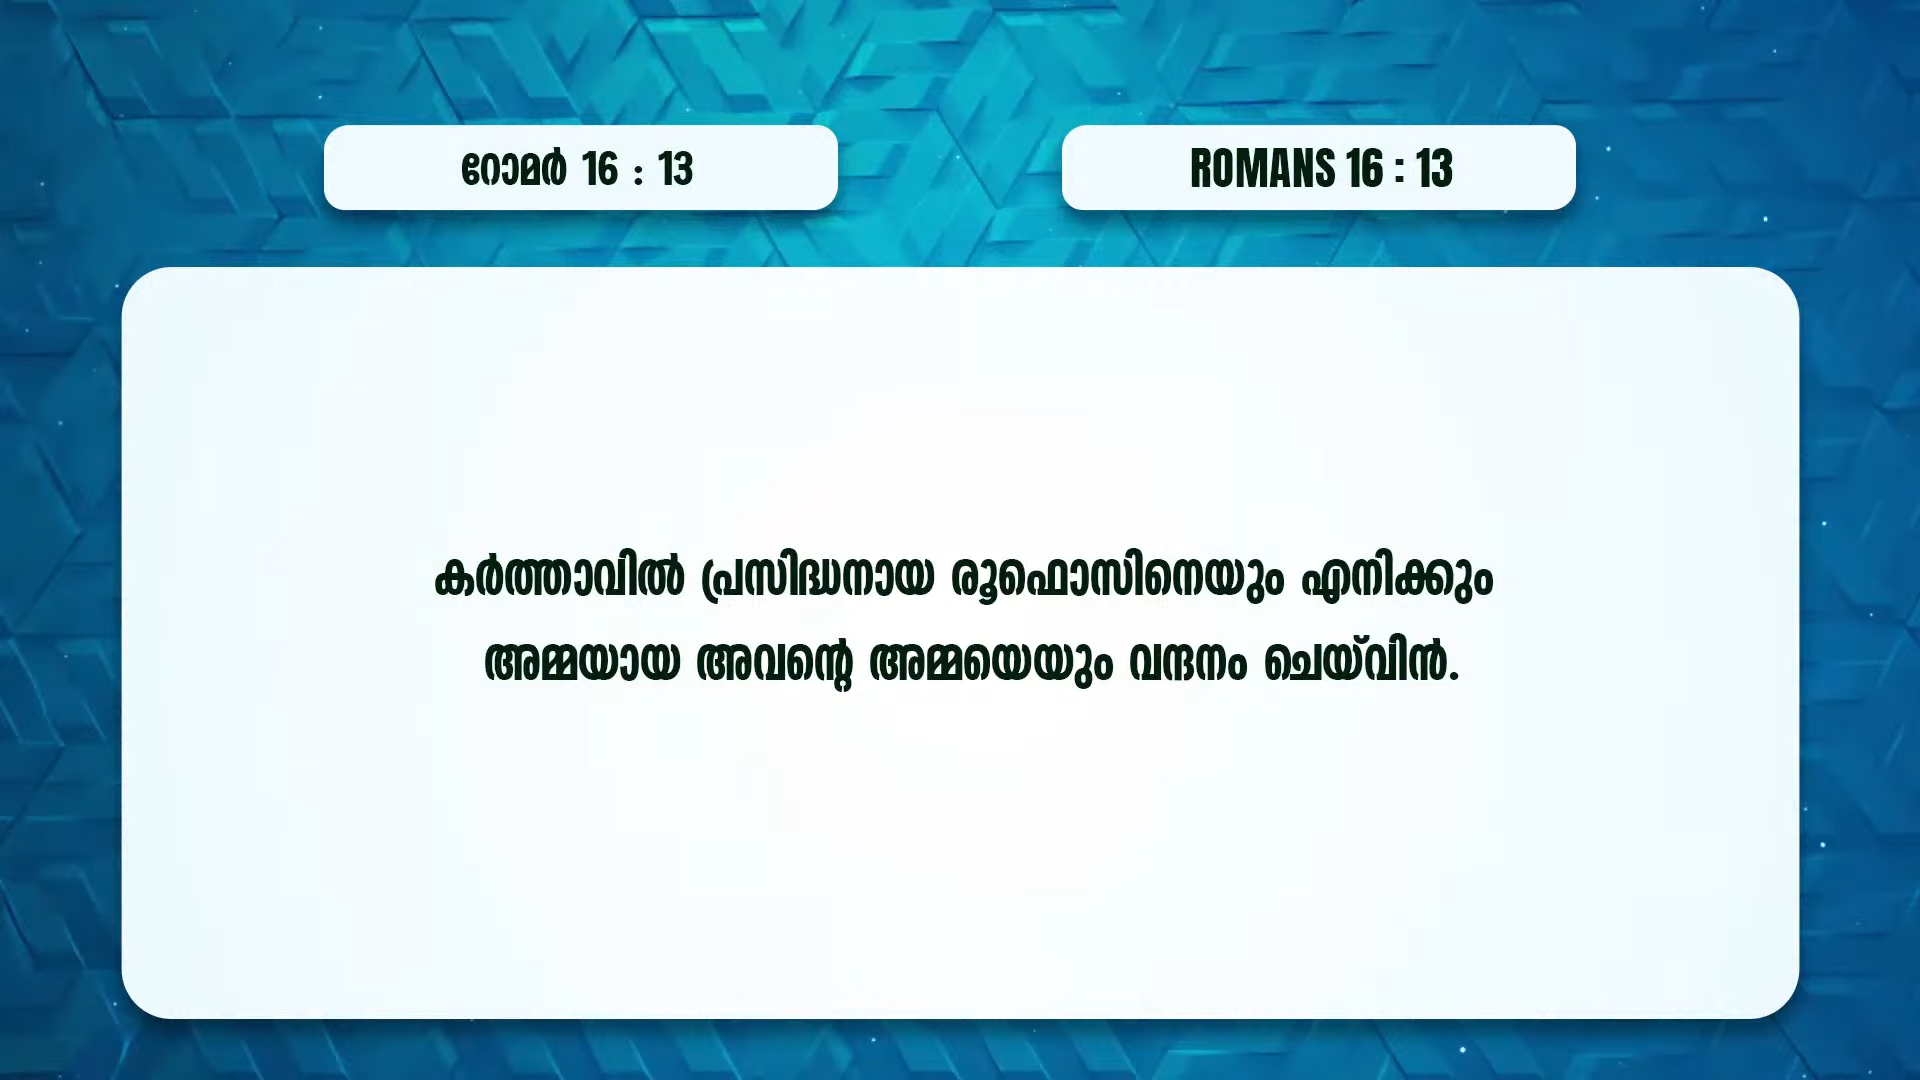 റോമർ 16 : 13
ROMANS 16 : 13
കർത്താവിൽ പ്രസിദ്ധനായ രൂഫൊസിനെയും എനിക്കും
അമ്മയായ അവന്റെ അമ്മയെയും വന്ദനം ചെയ്‌വിൻ.